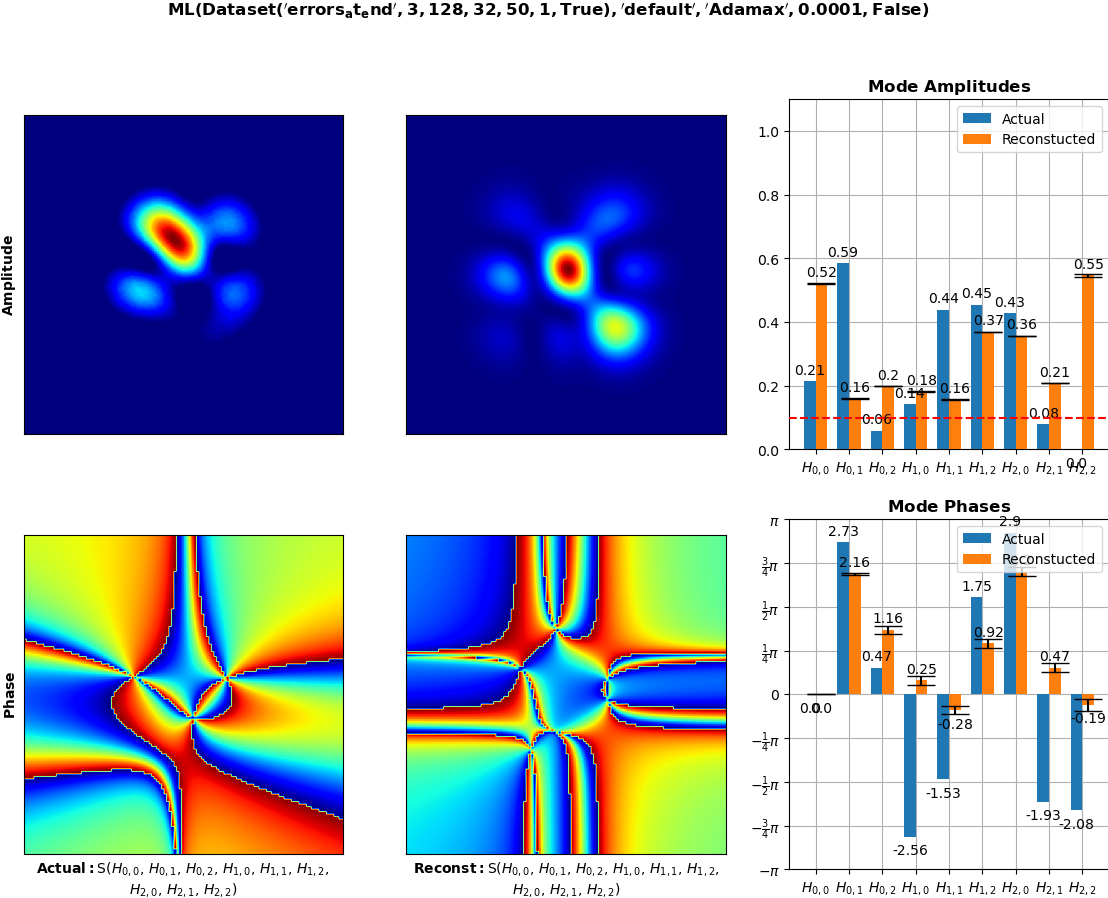 ML(Dataset('errors_at_end', 3, 128, 32, 50, 1, True), 'default', 'Adamax', 0.0001, False)
Amplitude
Mode Amplitudes
Actual
Reconstucted
1.0
0.8
0.6
0.4
0.2
0.0
0.21
0.52
0.59
0.16
0.06
0.2
0.14
0.18
0.44
0.16
0.45
0.37
0.43
0.36
0.08
0.21
0.0
0.55
H0,0 H0,1 H0,2 H1,0 H1,1 H1,2 H2,0 H2,1 H2,2
Phase
Mode Phases
Actual
Reconstucted
π
3/4π
1/2π
1/4π
0
−1/4π
−1/2π
−3/4π
−π
0.0
0.0
2.73
2.16
0.47
1.16
-2.56
0.25
-1.53
-0.28
1.75
0.92
2.9
-1.93
0.47
-2.08
-0.19
H0,0 H0,1 H0,2 H1,0 H1,1 H1,2 H2,0 H2,1 H2,2
Actual: S(H0,0, H0,1, H0,2, H1,0, H1,1, H1,2,
H2,0, H2,1, H2,2)
Reconst: S(H0,0, H0,1, H0,2, H1,0, H1,1, H1,2,
H2,0, H2,1, H2,2)